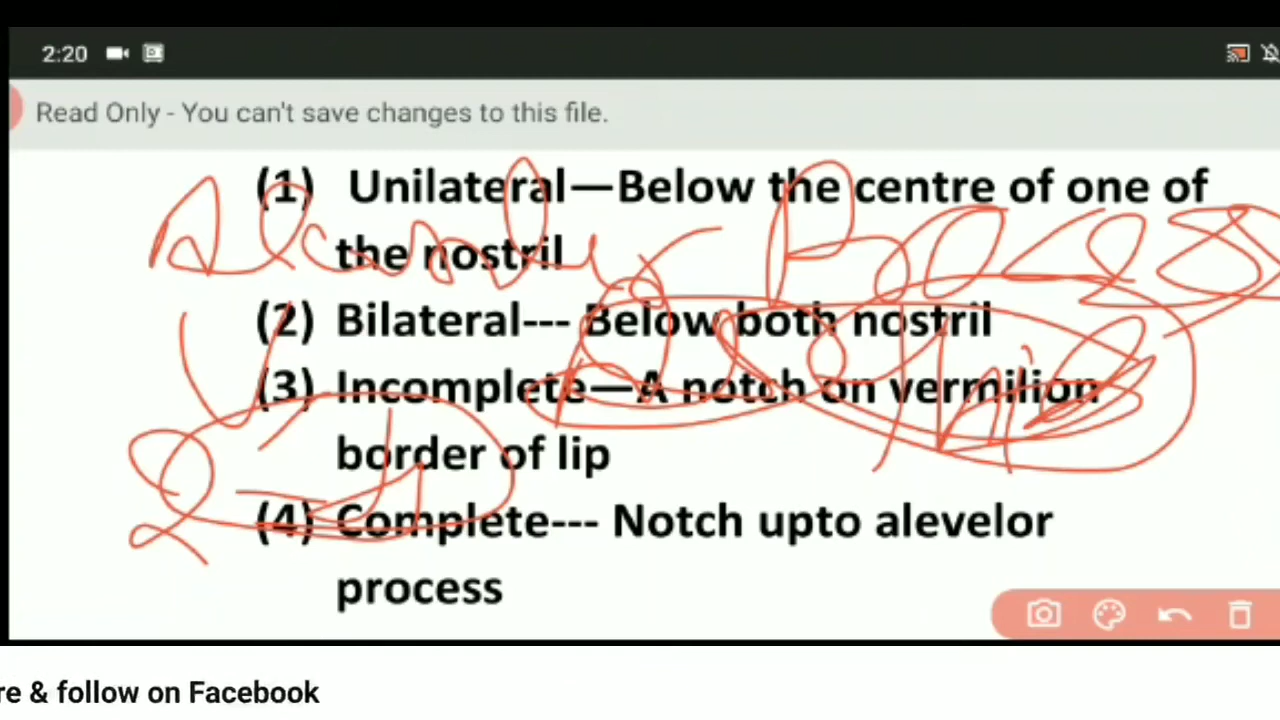 2:20
Read Only - You can't save changes to this file.
(1) Unilateral—Below the centre of one of
the nostril
(2) Bilateral--- Below both nostril
(3) Incomplete—A notch on vermilion
border of lip
(4) Complete--- Notch upto alevelor
process
re & follow on Facebook